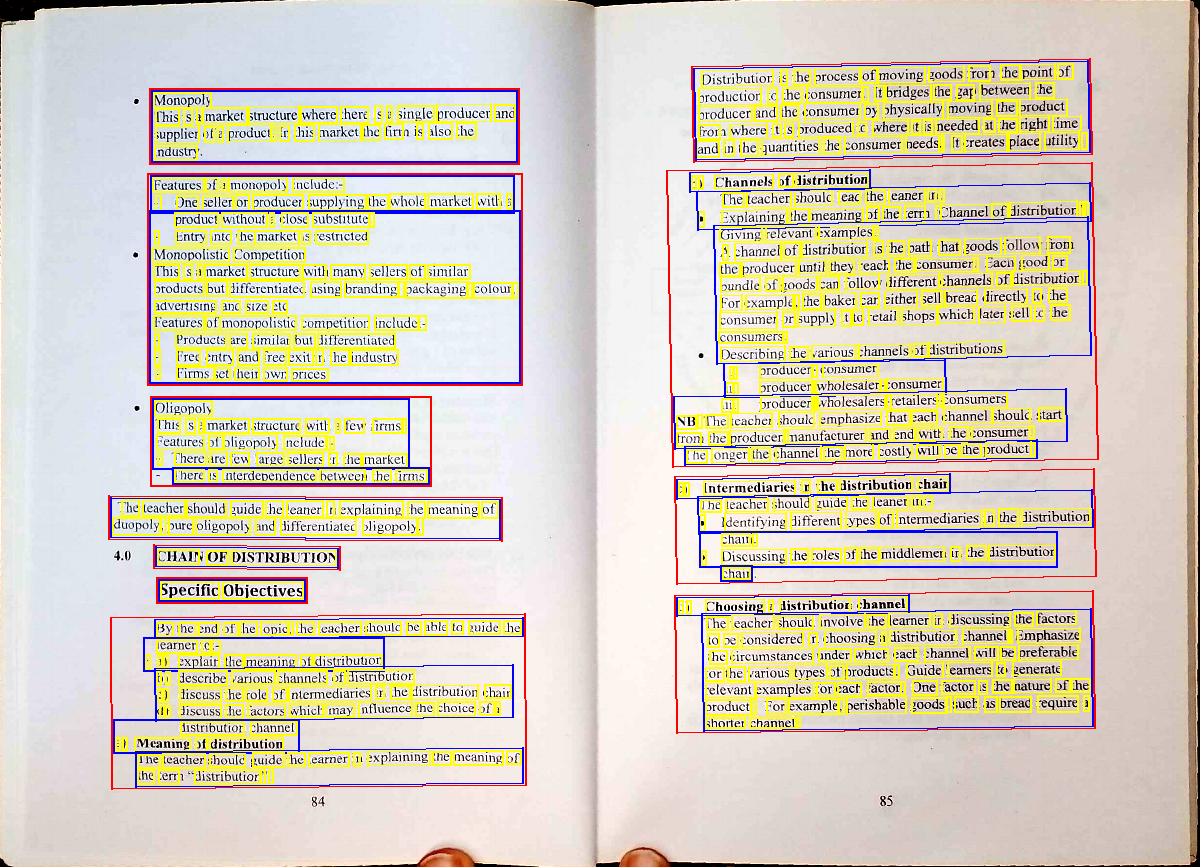 • Monopoly
This is a market structure where there is a single producer and
supplier of a product. In this market the firm is also the
industry.
Features of a monopoly include:-
- One seller or producer supplying the whole market with a
product without a close substitute
- Entry into the market is restricted
• Monopolistic Competition
This is a market structure with many sellers of similar
products but differentiated using branding, packaging, colour,
advertising and size etc
Features of monopolistic competition include:-
- Products are similar but differentiated
- Free entry and free exit in the industry
- Firms set their own prices
• Oligopoly
This is a market structure with a few firms
Features of oligopoly include:-
- There are few large sellers in the market
- There is interdependence between the firms
The teacher should guide the leaner in explaining the meaning of
duopoly, pure oligopoly and differentiated oligopoly.
4.0 CHAIN OF DISTRIBUTION
Specific Objectives
By the end of the topic, the teacher should be able to guide the
learner to:-
a) explain the meaning of distribution
b) describe various channels of distribution
c) discuss the role of intermediaries in the distribution chain
d) discuss the factors which may influence the choice of a
distribution channel
Meaning of distribution
The teacher should guide the learner in explaining the meaning of
the term "distribution"
84
Distribution is the process of moving goods from the point of
production to the consumer. It bridges the gap between the
producer and the consumer by physically moving the product
from where it is produced to where it is needed at the right time
and in the quantities the consumer needs. It creates place utility
Channels of distribution
The teacher should lead the leaner in:
• Explaining the meaning of the term 'Channel of distribution'
Giving relevant examples.
A channel of distribution is the path that goods follow from
the producer until they reach the consumer. Each good or
bundle of goods can follow different channels of distribution
For example, the baker can either sell bread directly to the
consumer or supply it to retail shops which later sell to the
consumers.
• Describing the various channels of distributions
i producer - consumer
ii producer wholesaler-consumer
iii producer wholesalers-retailers-consumers
NB The teacher should emphasize that each channel should start
from the producer manufacturer and end with the consumer
The longer the channel the more costly will be the product
Intermediaries in the distribution chain
The teacher should guide the leaner in:-
• Identifying different types of intermediaries in the distribution
chain.
• Discussing the roles of the middlemen in the distribution
chain.
Choosing a distribution channel
The teacher should involve the learner in discussing the factors
to be considered in choosing a distribution channel. Emphasize
the circumstances under which each channel will be preferable
for the various types of products. Guide learners to generate
relevant examples for each factor. One factor is the nature of the
product. For example, perishable goods such as bread require a
shorter channel
85